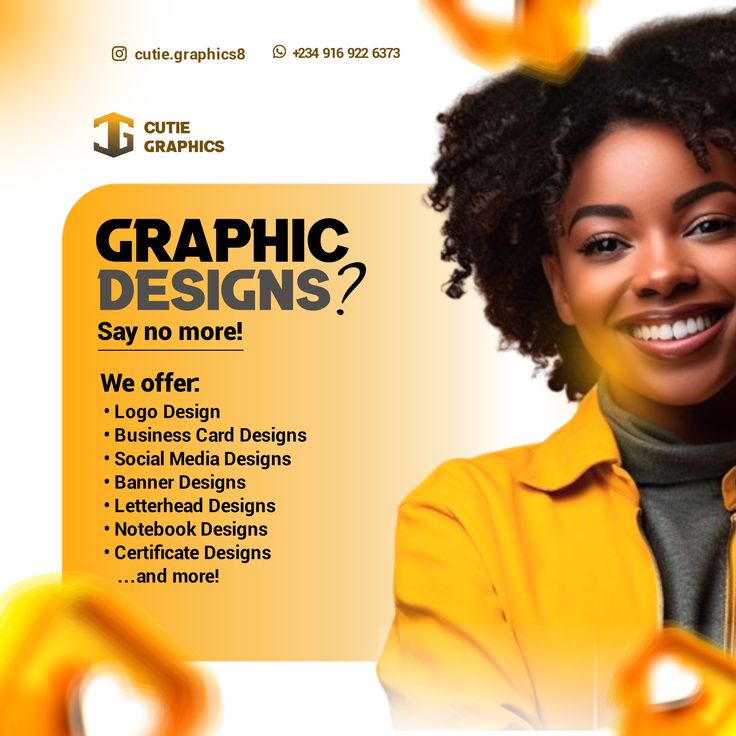 cutie.graphics8 +234 916 922 6373
CUTIE
GRAPHICS
GRAPHIC
DESIGNS?
Say no more!
We offer:
• Logo Design
• Business Card Designs
• Social Media Designs
• Banner Designs
• Letterhead Designs
• Notebook Designs
• Certificate Designs
...and more!